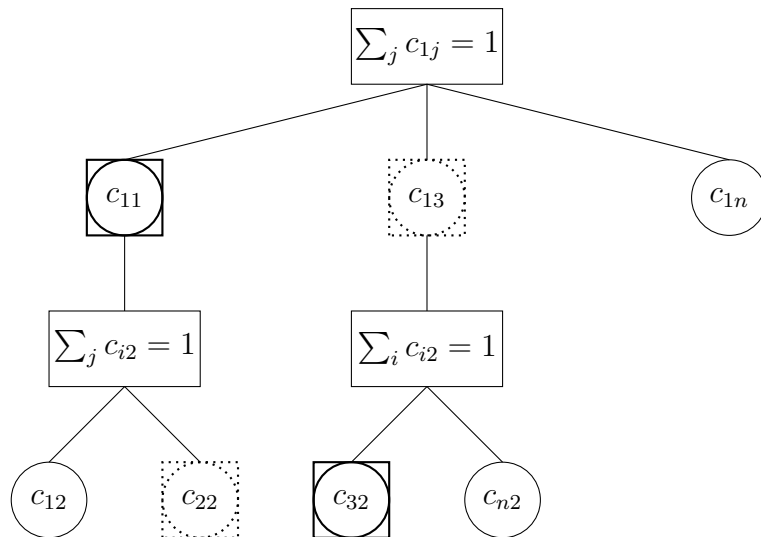 ∑_j c_{1j} = 1
c_{11}
c_{13}
c_{1n}
∑_j c_{i2} = 1
∑_i c_{i2} = 1
c_{12}
c_{22}
c_{32}
c_{n2}